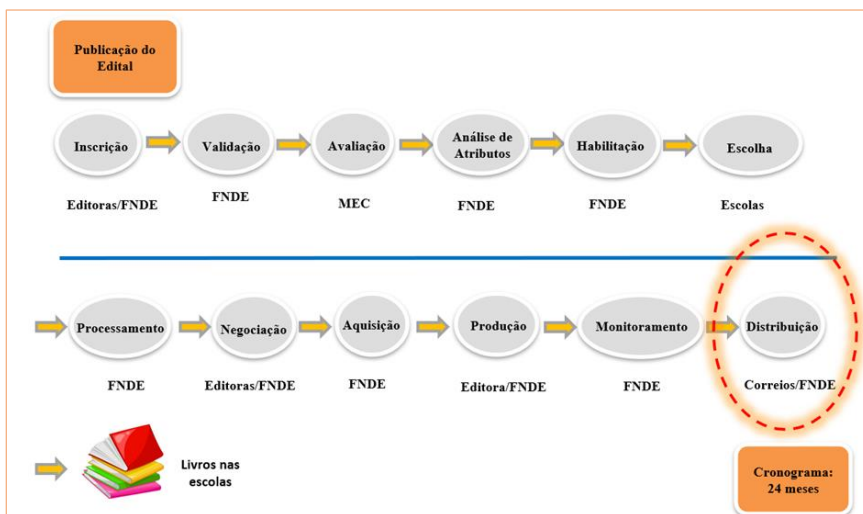 Publicação do
Edital
Inscrição
Validação
Avaliação
Análise de
Atributos
Habilitação
Escolha
Editoras/FNDE
FNDE
MEC
FNDE
FNDE
Escolas
Processamento
Negociação
Aquisição
Produção
Monitoramento
Distribuição
FNDE
Editoras/FNDE
FNDE
Editora/FNDE
FNDE
Correios/FNDE
Livros nas
escolas
Cronograma:
24 meses